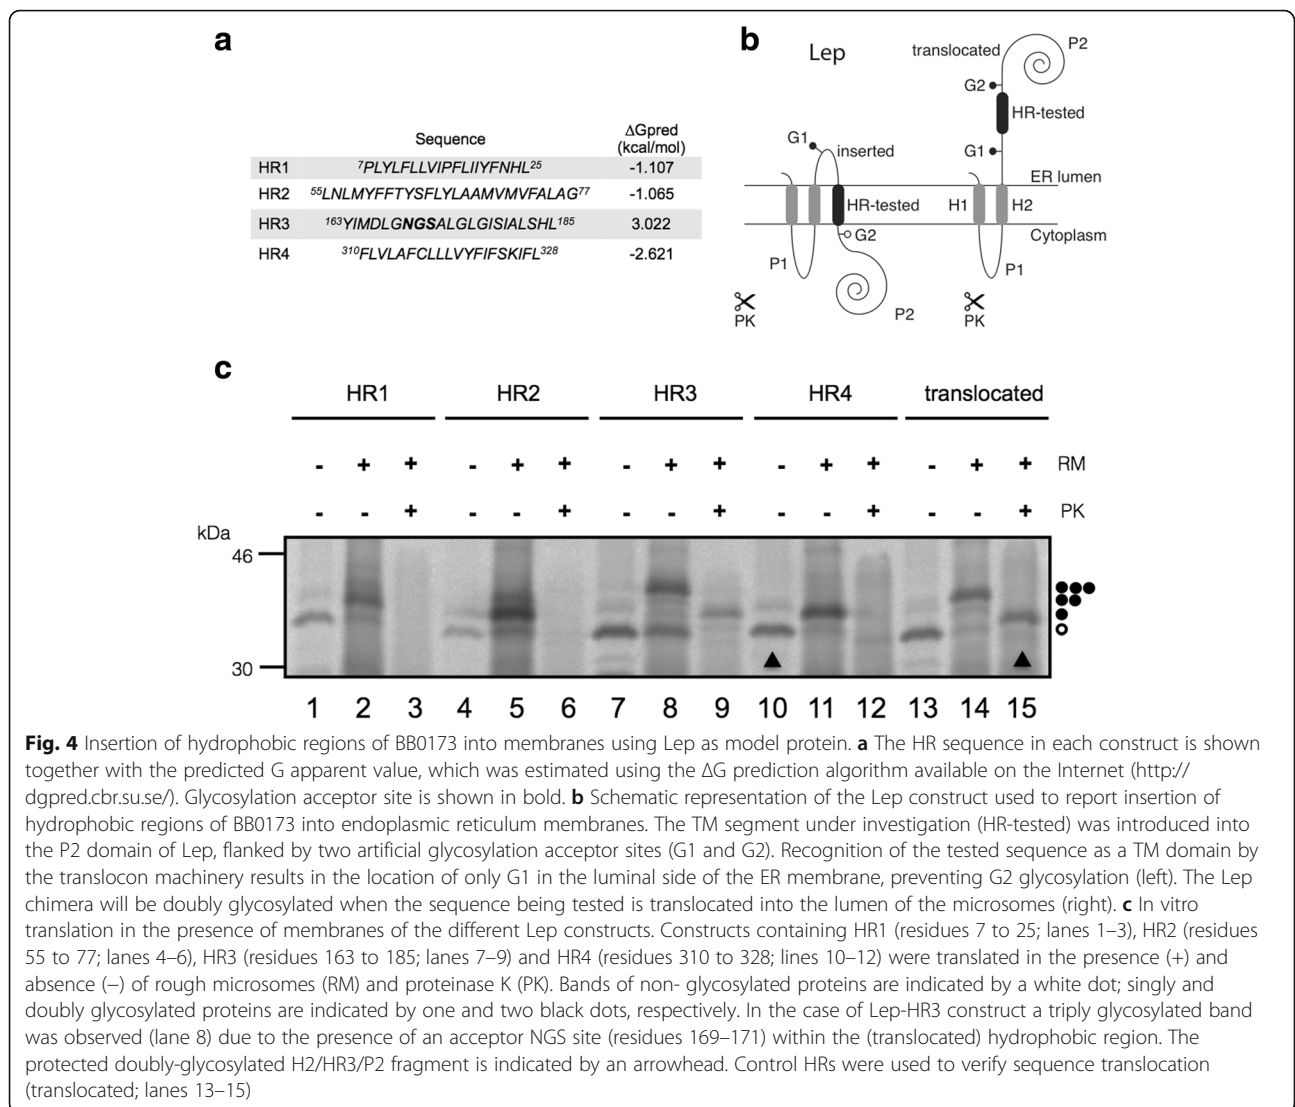 a
Sequence ΔGpred
(kcal/mol)
HR1 ⁷PLYLFLLVIPFLIIYFNHL²⁵ -1.107
HR2 ⁵⁵LNLMYFFTYSFLYLAAMVMVFALAG⁷⁷ -1.065
HR3 ¹⁶³YIMDLGNGSALGLGISIALSHL¹⁸⁵ 3.022
HR4 ³¹⁰FLVLAFCLLLVYFIFSKIFL³²⁸ -2.621
b
Lep
translocated P2
G2
HR-tested
G1 inserted
G1
ER lumen
HR-tested H1 H2
G2 Cytoplasm
P1 P1
PK P2 PK
c
HR1 HR2 HR3 HR4 translocated
- + + - + + - + + - + + - + + RM
- - + - - + - - + - - + - - + PK
kDa
46
30
1 2 3 4 5 6 7 8 9 10 11 12 13 14 15
Fig. 4 Insertion of hydrophobic regions of BB0173 into membranes using Lep as model protein. a The HR sequence in each construct is shown
together with the predicted G apparent value, which was estimated using the ΔG prediction algorithm available on the Internet (http://
dgpred.cbr.su.se/). Glycosylation acceptor site is shown in bold. b Schematic representation of the Lep construct used to report insertion of
hydrophobic regions of BB0173 into endoplasmic reticulum membranes. The TM segment under investigation (HR-tested) was introduced into
the P2 domain of Lep, flanked by two artificial glycosylation acceptor sites (G1 and G2). Recognition of the tested sequence as a TM domain by
the translocon machinery results in the location of only G1 in the luminal side of the ER membrane, preventing G2 glycosylation (left). The Lep
chimera will be doubly glycosylated when the sequence being tested is translocated into the lumen of the microsomes (right). c In vitro
translation in the presence of membranes of the different Lep constructs. Constructs containing HR1 (residues 7 to 25; lanes 1–3), HR2 (residues
55 to 77; lanes 4–6), HR3 (residues 163 to 185; lanes 7–9) and HR4 (residues 310 to 328; lines 10–12) were translated in the presence (+) and
absence (−) of rough microsomes (RM) and proteinase K (PK). Bands of non- glycosylated proteins are indicated by a white dot; singly and
doubly glycosylated proteins are indicated by one and two black dots, respectively. In the case of Lep-HR3 construct a triply glycosylated band
was observed (lane 8) due to the presence of an acceptor NGS site (residues 169–171) within the (translocated) hydrophobic region. The
protected doubly-glycosylated H2/HR3/P2 fragment is indicated by an arrowhead. Control HRs were used to verify sequence translocation
(translocated; lanes 13–15)